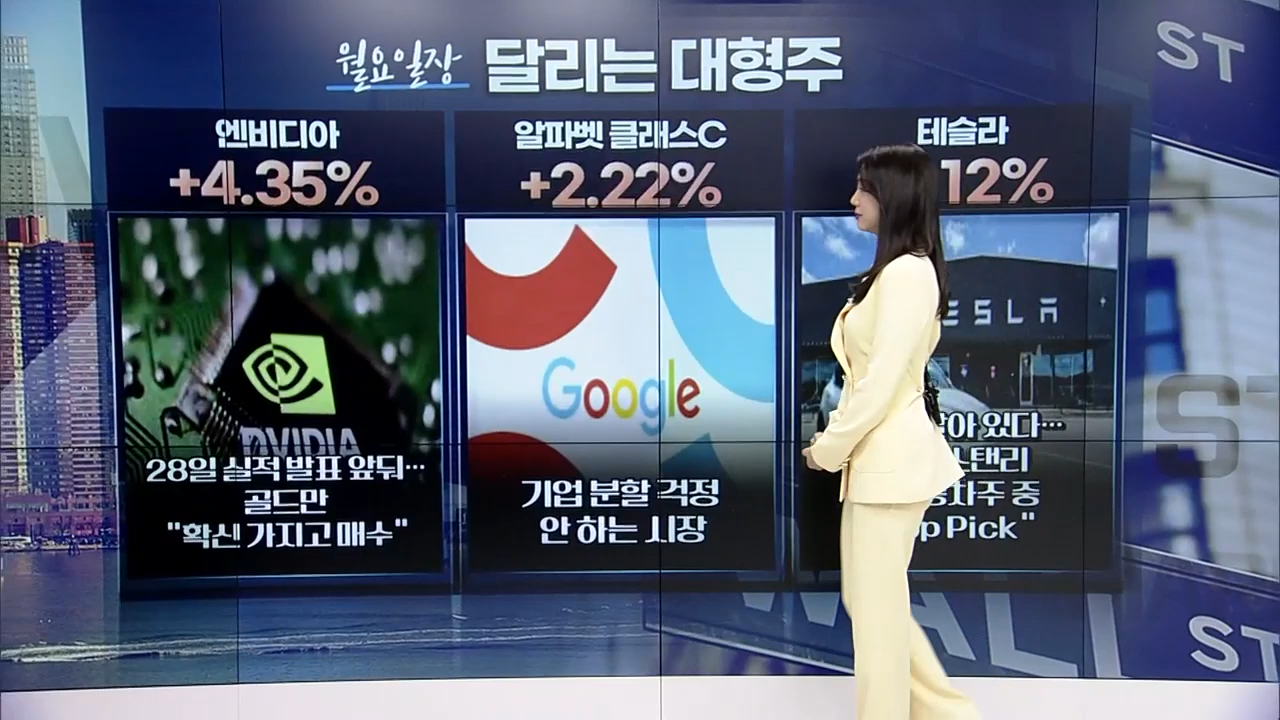 월요일장 달리는 대형주
엔비디아
+4.35%
알파벳 클래스C
+2.22%
테슬라
12%
NVIDIA
28일 실적 발표 앞둬…
골드만
"확신 가지고 매수"
Google
기업 분할 걱정
안 하는 시장
ESLA
있다…
탠리
차주 중
Pick"
ST
ST
WALL
ST